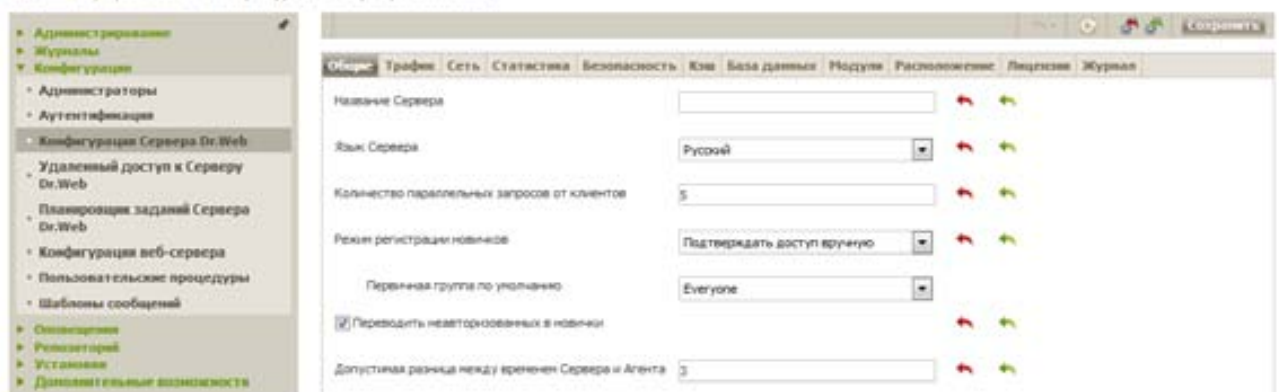 Администрирование
Журналы
Конфигурация
Администраторы
Аутентификация
Конфигурация Сервера Dr.Web
Удаленный доступ к Серверу
Dr.Web
Планировщик заданий Сервера
Dr.Web
Конфигурация веб-сервера
Пользовательские процедуры
Шаблоны сообщений
Оповещения
Репозиторий
Установки
Дополнительные возможности
Сохранить
Общие Трафик Сеть Статистика Безопасность Кэш База данных Модули Расположение Лицензии Журнал
Название Сервера
Язык Сервера Русский
Количество параллельных запросов от клиентов 5
Режим регистрации новичков Подтверждать доступ вручную
Первичная группа по умолчанию Everyone
Переводить неавторизованных в новички
Допустимая разница между временем Сервера и Агента 3